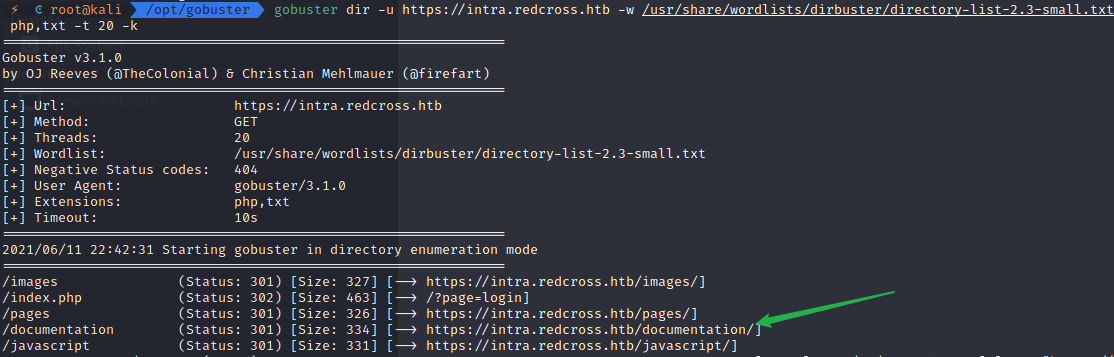 ⚡ root@kali /opt/gobuster gobuster dir -u https://intra.redcross.htb -w /usr/share/wordlists/dirbuster/directory-list-2.3-small.txt
php,txt -t 20 -k
===============================================================
Gobuster v3.1.0
by OJ Reeves (@TheColonial) & Christian Mehlmauer (@firefart)
===============================================================
[+] Url:                     https://intra.redcross.htb
[+] Method:                  GET
[+] Threads:                 20
[+] Wordlist:                /usr/share/wordlists/dirbuster/directory-list-2.3-small.txt
[+] Negative Status codes:   404
[+] User Agent:              gobuster/3.1.0
[+] Extensions:              php,txt
[+] Timeout:                 10s
===============================================================
2021/06/11 22:42:31 Starting gobuster in directory enumeration mode
===============================================================
/images               (Status: 301) [Size: 327] [--> https://intra.redcross.htb/images/]
/index.php            (Status: 302) [Size: 463] [--> /?page=login]
/pages                (Status: 301) [Size: 326] [--> https://intra.redcross.htb/pages/]
/documentation        (Status: 301) [Size: 334] [--> https://intra.redcross.htb/documentation/]
/javascript           (Status: 301) [Size: 331] [--> https://intra.redcross.htb/javascript/]